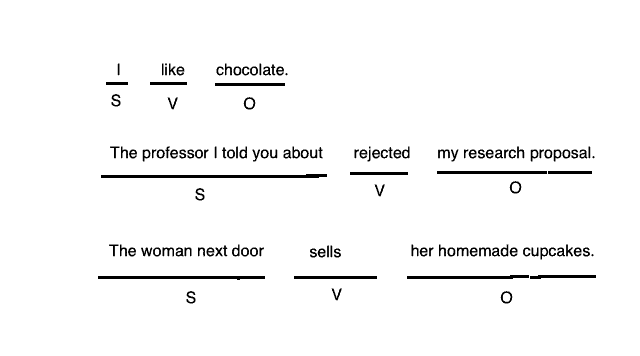 I like chocolate.
S V O
The professor I told you about rejected my research proposal.
S V O
The woman next door sells her homemade cupcakes.
S V O